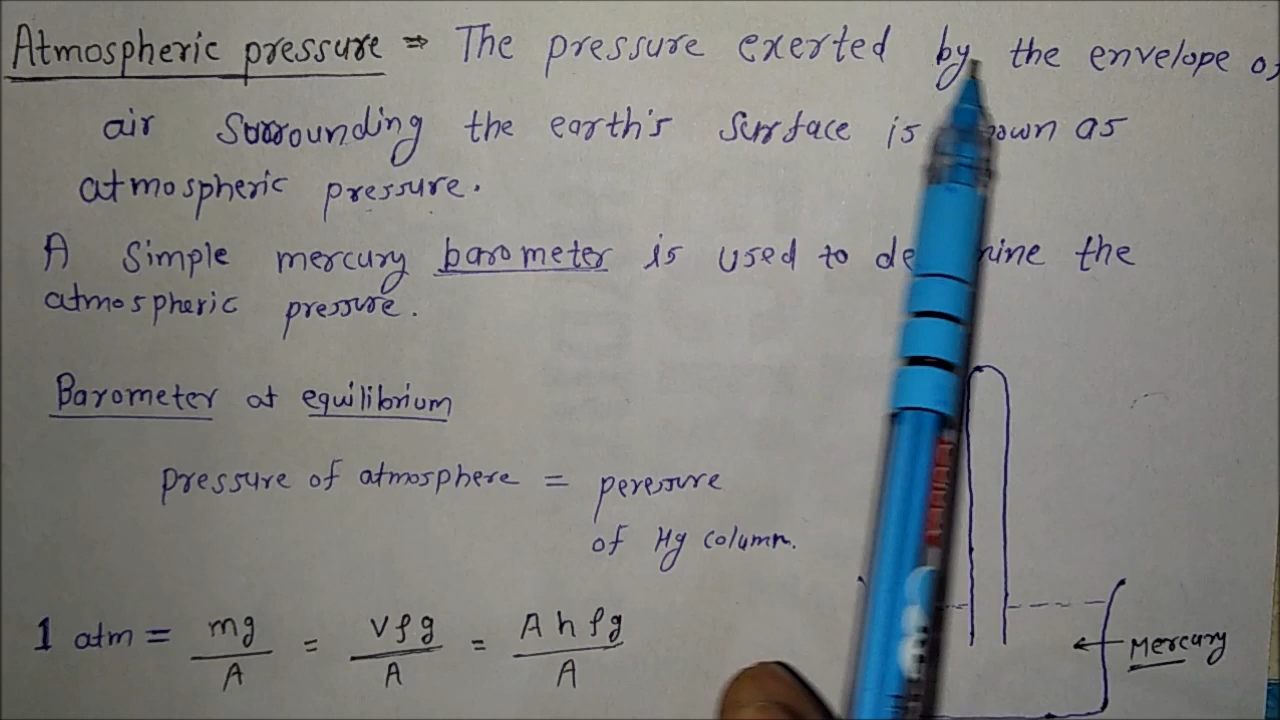 Atmospheric pressure ⇒ The pressure exerted by the envelope of
air Sorrounding the earth's Surface is as
atmospheric pressure.
A Simple mercury barometer is used to the
atmospheric pressure.
Barometer at equilibrium
pressure of atmosphere = peressure
of Hg column.
1 atm = mg/A = Vρg/A = Ahρg/A
Mercury